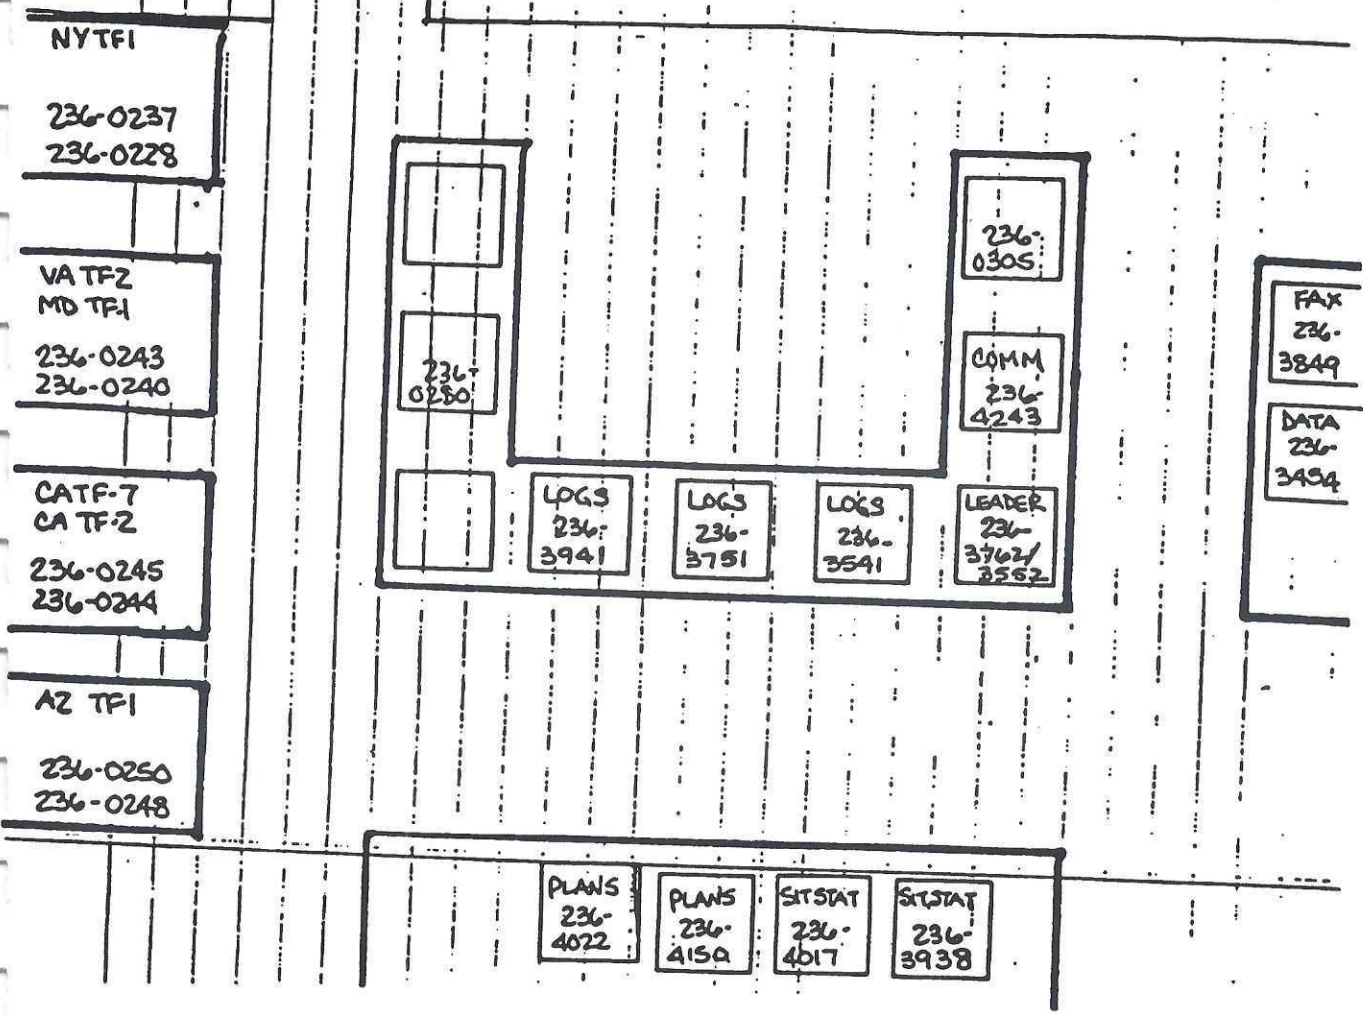 NY TF1
236-0237
236-0228
VA TF2
MD TF1
236-0243
236-0240
CA TF-7
CA TF-2
236-0245
236-0244
AZ TF1
236-0250
236-0248
236-
0280
236-
0305
COMM
236-
4243
LOGS
236-
3941
LOGS
236-
3751
LOGS
236-
3541
LEADER
236-
3762/
3552
FAX
236-
3849
DATA
236-
3454
PLANS
236-
4022
PLANS
236-
4150
SITSTAT
236-
4017
SITSTAT
236-
3938